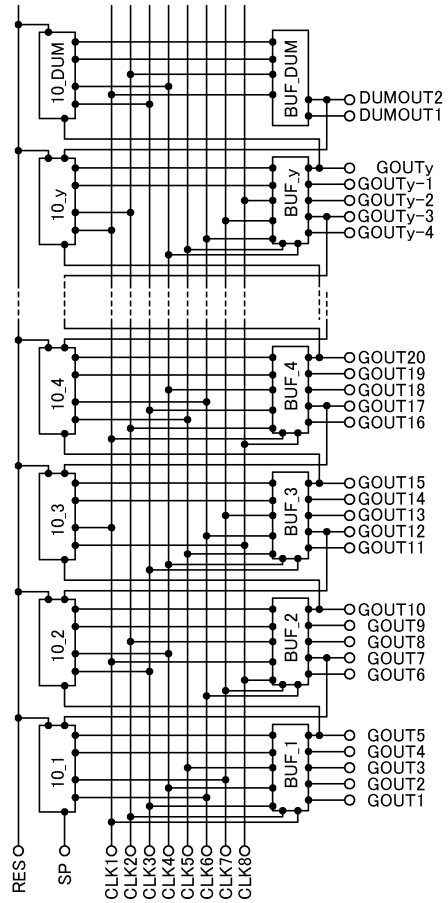 10_DUM
BUF_DUM
DUMOUT2
DUMOUT1
10_y
BUF_y
GOUTy
GOUTy-1
GOUTy-2
GOUTy-3
GOUTy-4
10_4
BUF_4
GOUT20
GOUT19
GOUT18
GOUT17
GOUT16
10_3
BUF_3
GOUT15
GOUT14
GOUT13
GOUT12
GOUT11
10_2
BUF_2
GOUT10
GOUT9
GOUT8
GOUT7
GOUT6
10_1
BUF_1
GOUT5
GOUT4
GOUT3
GOUT2
GOUT1
RES
SP
CLK1
CLK2
CLK3
CLK4
CLK5
CLK6
CLK7
CLK8